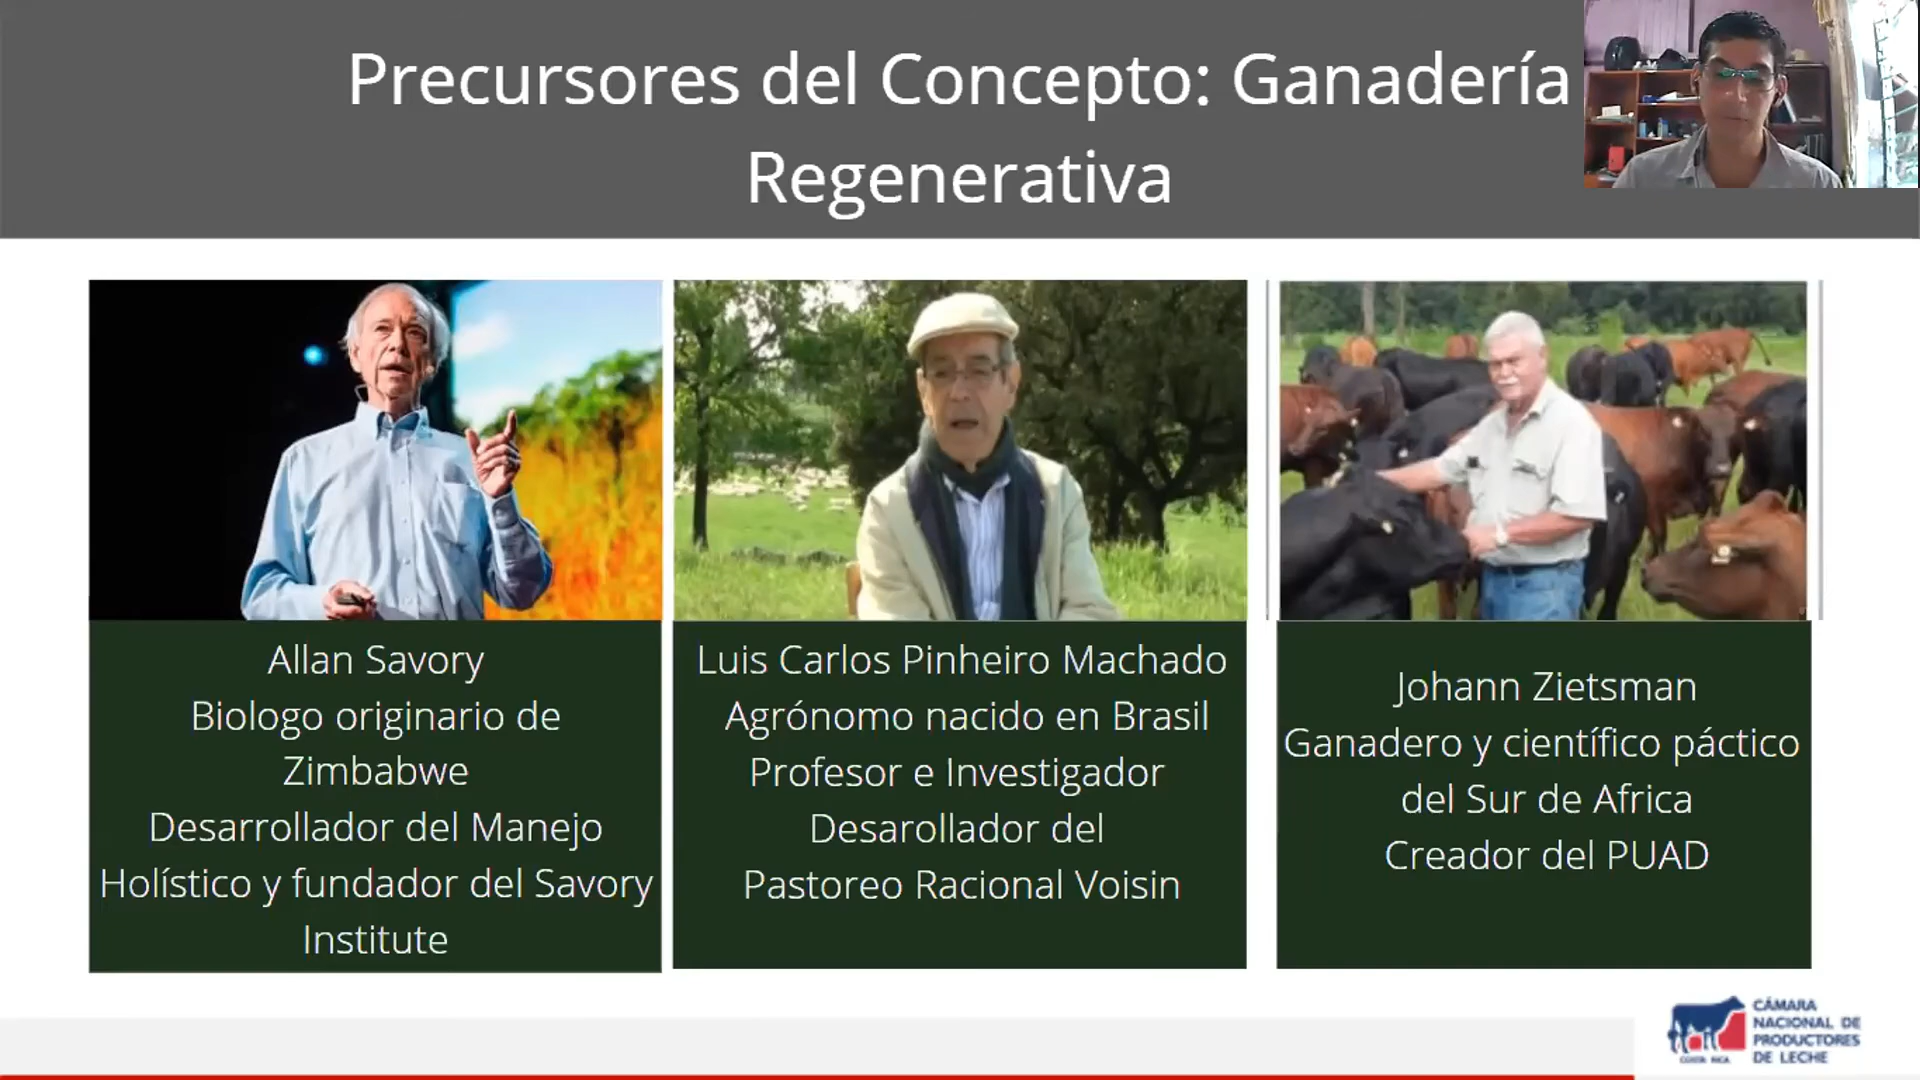 Precursores del Concepto: Ganadería
Regenerativa
Allan Savory
Biologo originario de
Zimbabwe
Desarrollador del Manejo
Holístico y fundador del Savory
Institute
Luis Carlos Pinheiro Machado
Agrónomo nacido en Brasil
Profesor e Investigador
Desarollador del
Pastoreo Racional Voisin
Johann Zietsman
Ganadero y científico páctico
del Sur de Africa
Creador del PUAD
CÁMARA
NACIONAL DE
PRODUCTORES
DE LECHE
COSTA RICA